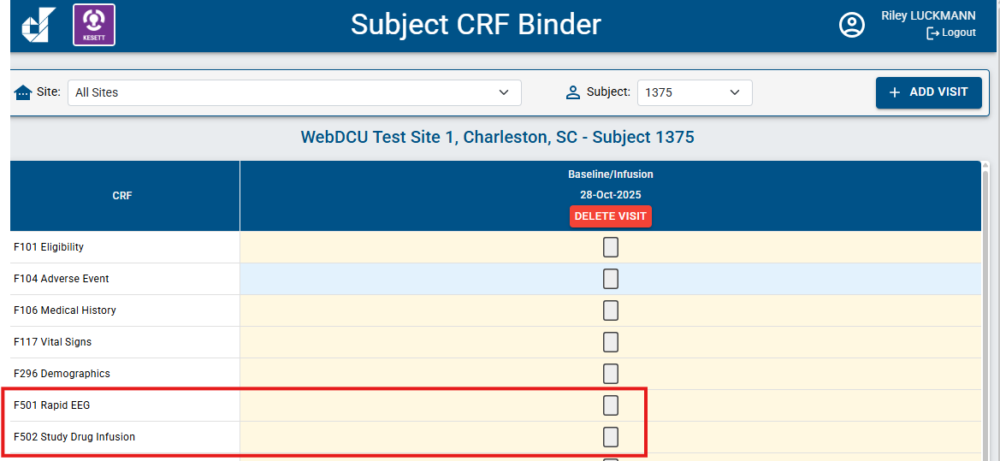 KESETT
Subject CRF Binder
Riley LUCKMANN
Logout
Site: All Sites Subject: 1375 + ADD VISIT
WebDCU Test Site 1, Charleston, SC - Subject 1375
CRF
Baseline/Infusion
28-Oct-2025
DELETE VISIT
F101 Eligibility
F104 Adverse Event
F106 Medical History
F117 Vital Signs
F296 Demographics
F501 Rapid EEG
F502 Study Drug Infusion